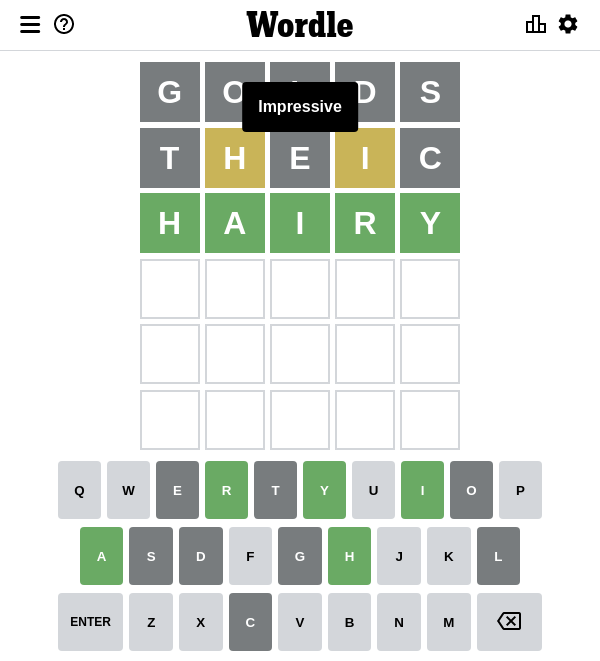 Wordle
G O D S
Impressive
T H E I C
H A I R Y
Q W E R T Y U I O P
A S D F G H J K L
ENTER Z X C V B N M